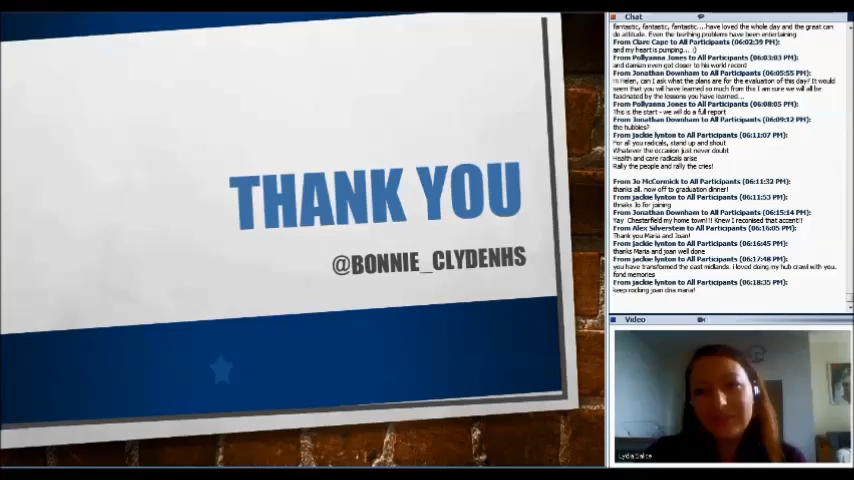 THANK YOU
@BONNIE_CLYDENHS
Chat
fantastic, fantastic, fantastic....have loved the whole day and the great can
do attitude. Even the teething problems have been entertaining
From Clare Cape to All Participants (06:02:39 PM):
and my heart is pumping... :)
From Pollyanna Jones to All Participants (06:03:03 PM):
and damian even got closer to his world record
From Jonathan Downham to All Participants (06:05:55 PM):
Hi Helen, can I ask what the plans are for the evaluation of this day? It would
seem that you will have learned so much from this I am sure we will all be
fascinated by the lessons you have learned...
From Pollyanna Jones to All Participants (06:08:05 PM):
This is the start - we will do a full report
From Jonathan Downham to All Participants (06:09:12 PM):
the hubbies?
From jackie lynton to All Participants (06:11:07 PM):
For all you radicals, stand up and shout
Whatever the occasion just never doubt
Health and care radicals arise
Rally the people and rally the cries!
From Jo McCormick to All Participants (06:11:32 PM):
thanks all. now off to graduation dinner!
From jackie lynton to All Participants (06:11:53 PM):
thnaks Jo for joining
From Jonathan Downham to All Participants (06:15:14 PM):
Yay Chesterfield my home town!!! Knew I reconised that accent!!
From Alex Silverstein to All Participants (06:16:05 PM):
Thank you Maria and Joan!
From jackie lynton to All Participants (06:16:45 PM):
thanks Maria and joan well done
From jackie lynton to All Participants (06:17:48 PM):
you have transformed the east midlands. i loved doing my hub crawl with you.
fond memories
From jackie lynton to All Participants (06:18:35 PM):
keep rocking joan dna maria!
Video
Lydia